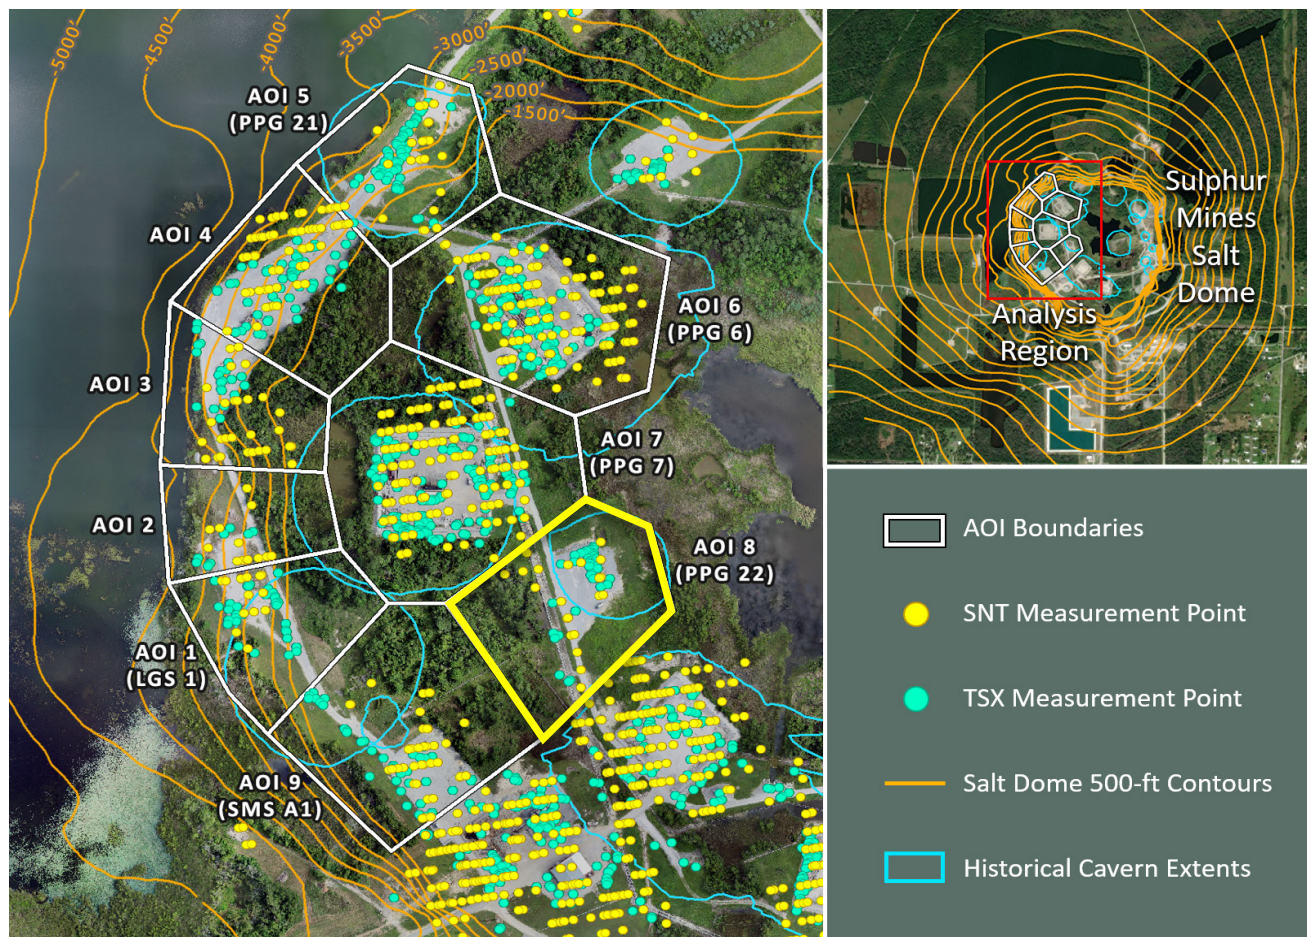 -5000'
-4500'
-4000'
-3500'
-3000'
-2500'
-2000'
-1500'
AOI 5
(PPG 21)
AOI 4
AOI 3
AOI 2
AOI 1
(LGS 1)
AOI 9
(SMS A1)
AOI 6
(PPG 6)
AOI 7
(PPG 7)
AOI 8
(PPG 22)
Sulphur
Mines
Salt
Dome
Analysis
Region
AOI Boundaries
SNT Measurement Point
TSX Measurement Point
Salt Dome 500-ft Contours
Historical Cavern Extents